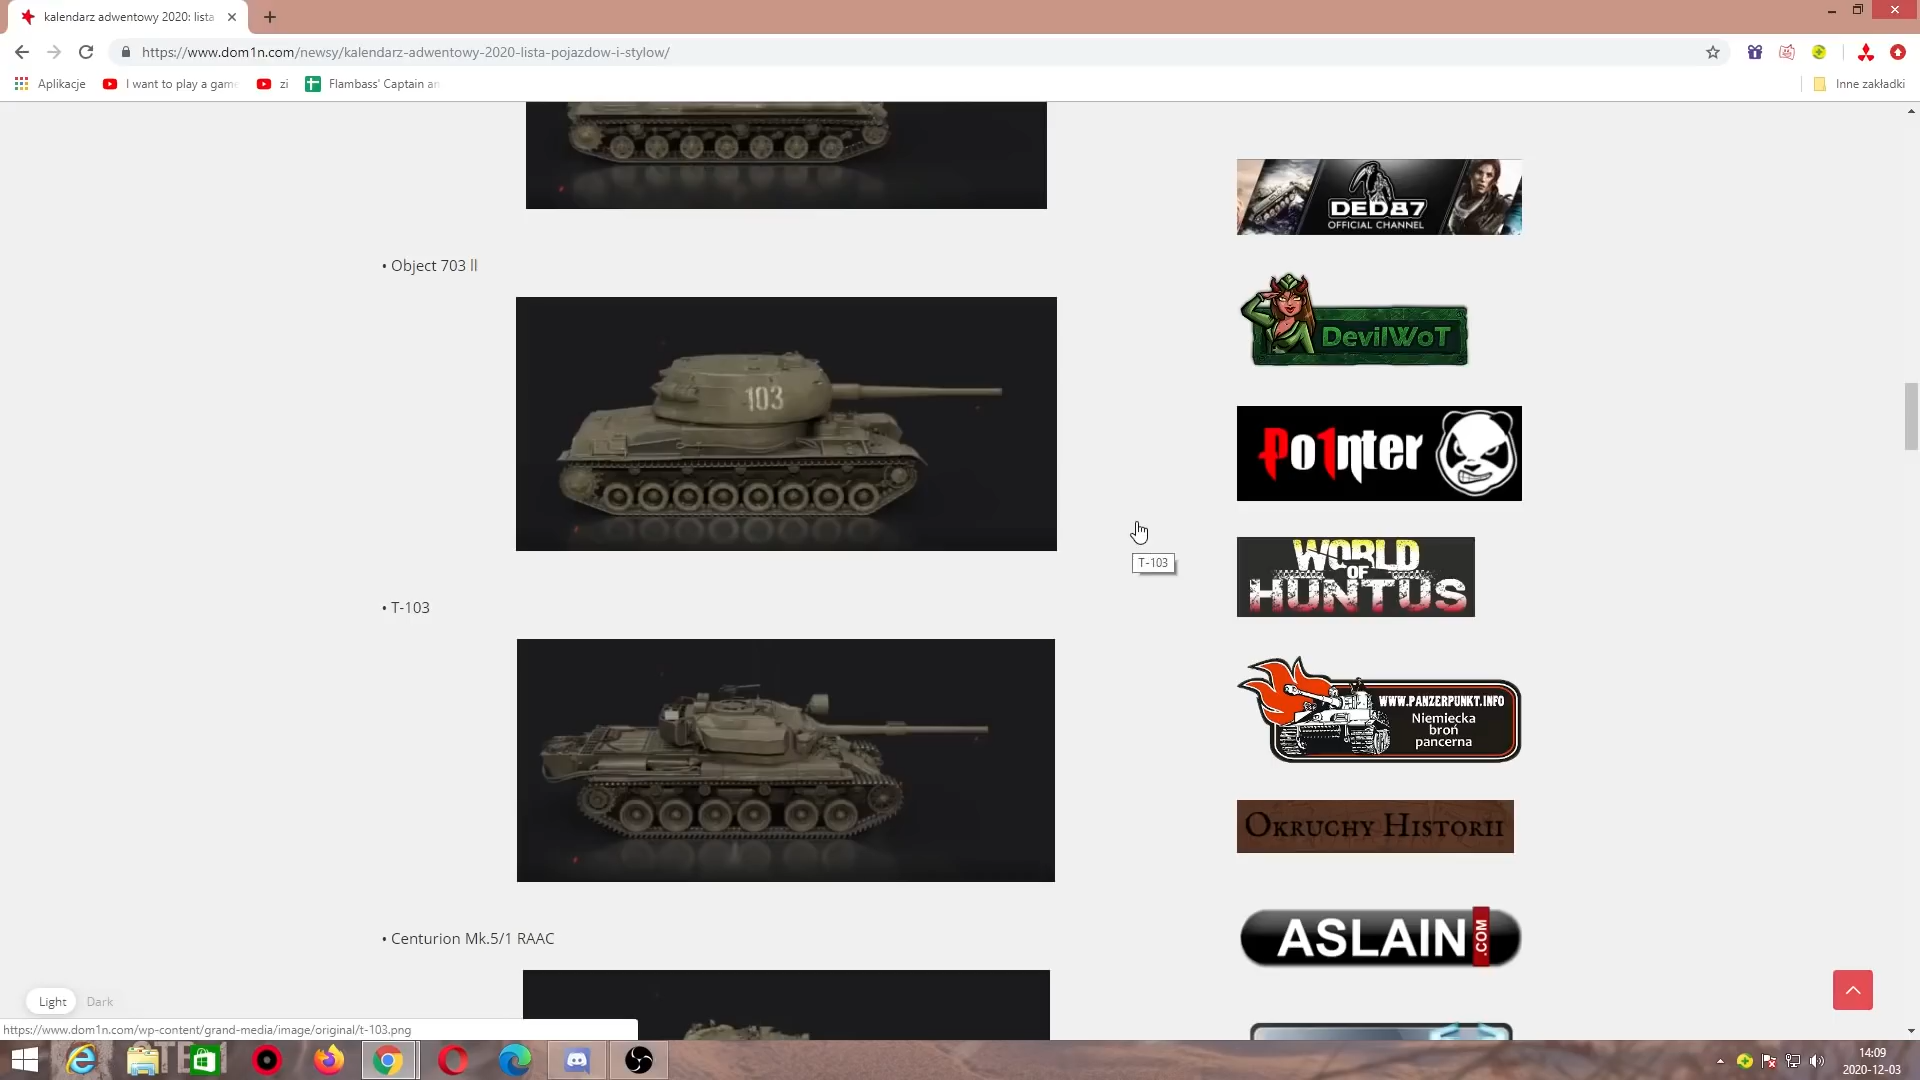 kalendarz adwentowy 2020: lista
https://www.dom1n.com/newsy/kalendarz-adwentowy-2020-lista-pojazdow-i-stylow/
Aplikacje
I want to play a game
zi
Flambass' Captain an
Inne zakładki
• Object 703 ll
103
• T-103
• Centurion Mk.5/1 RAAC
T-103
DED87
OFFICIAL CHANNEL
DevilWoT
Po1nter
WORLD
OF
HUNTUS
WWW.PANZERPUNKT.INFO
Niemiecka
broń
pancerna
OKRUCHY HISTORII
ASLAIN.COM
Light
Dark
https://www.dom1n.com/wp-content/grand-media/image/original/t-103.png
14:09
2020-12-03